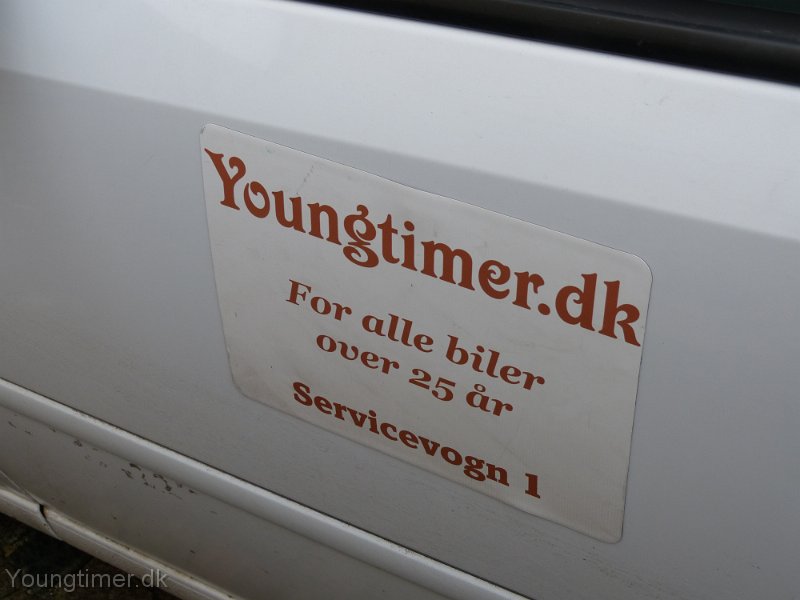 Youngtimer.dk
For alle biler
over 25 år
Servicevogn 1
Youngtimer.dk